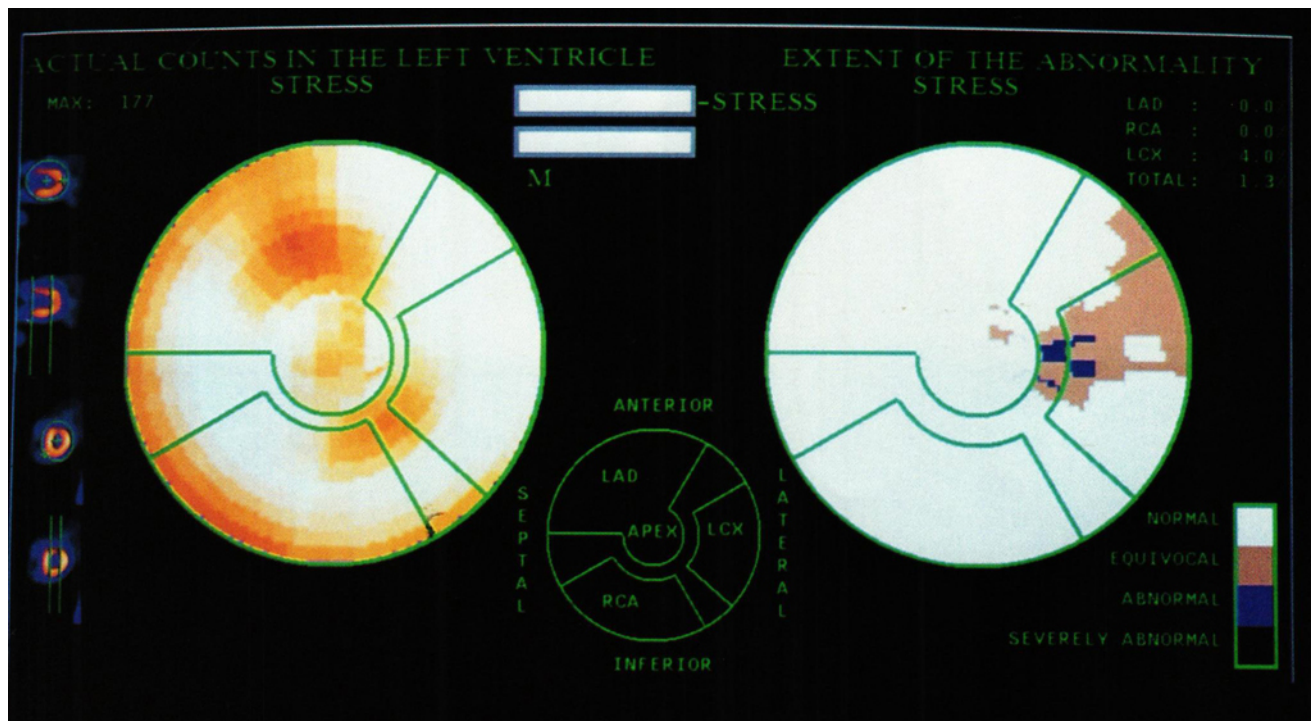 ACTUAL COUNTS IN THE LEFT VENTRICLE
STRESS
MAX: 177
-STRESS
M
EXTENT OF THE ABNORMALITY
STRESS
LAD : 0.0
RCA : 0.0
LCX : 4.0
TOTAL: 1.3
ANTERIOR
SEPTAL
LAD
APEX
LCX
RCA
LATERAL
INFERIOR
NORMAL
EQUIVOCAL
ABNORMAL
SEVERELY ABNORMAL